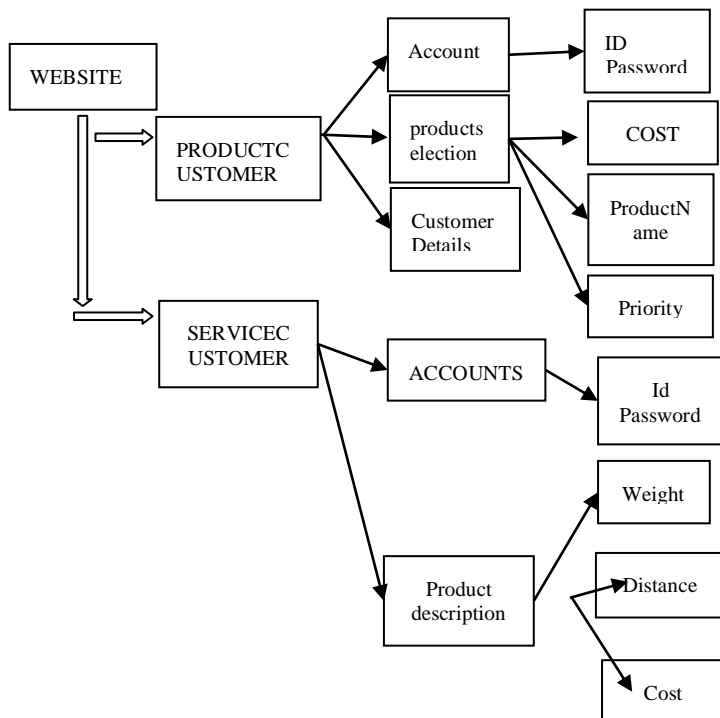 WEBSITE
Account
ID
Password
PRODUCTC
USTOMER
products
election
COST
Customer
Details
ProductN
ame
Priority
SERVICEC
USTOMER
ACCOUNTS
Id
Password
Weight
Product
description
Distance
Cost